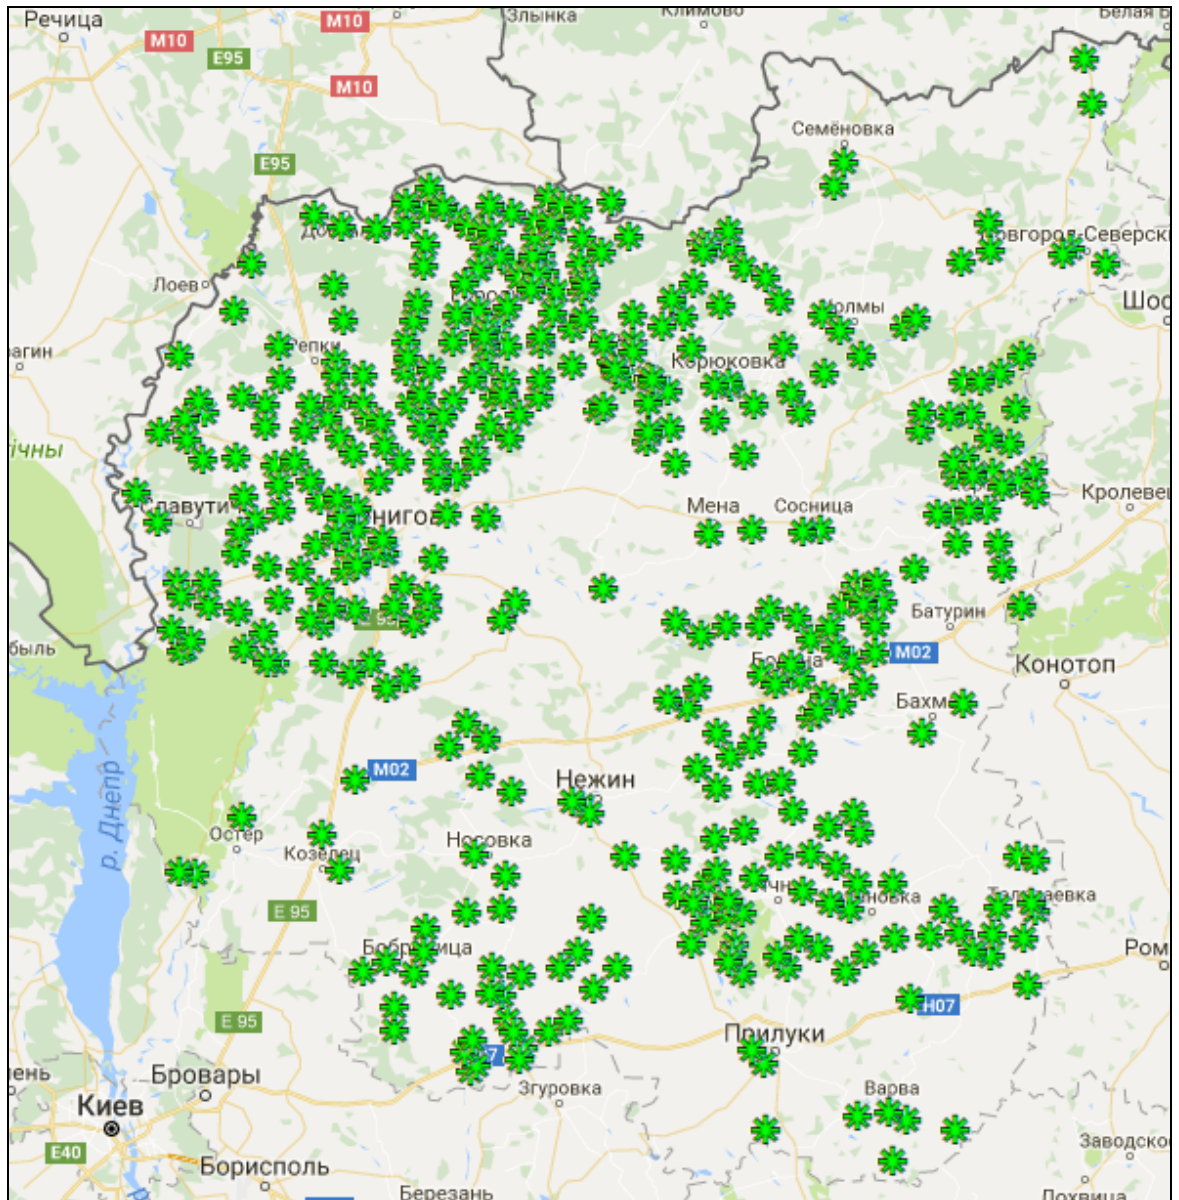 Речица
M10
Злынка
Климово
Белая Б
M10
E95
M10
Семёновка
E95
Лоев
Шос
Репки
Корюковка
Мена
Сосница
Кролевец
Батурин
M02
Конотоп
быль
р. Днепр
M02
Нежин
Остер
Носовка
Козелец
E 95
Ром
E 95
H07
Прилуки
Бровары
Згуровка
Варва
Киев
E40
Борисполь
Заводско
Березань
Лохвица